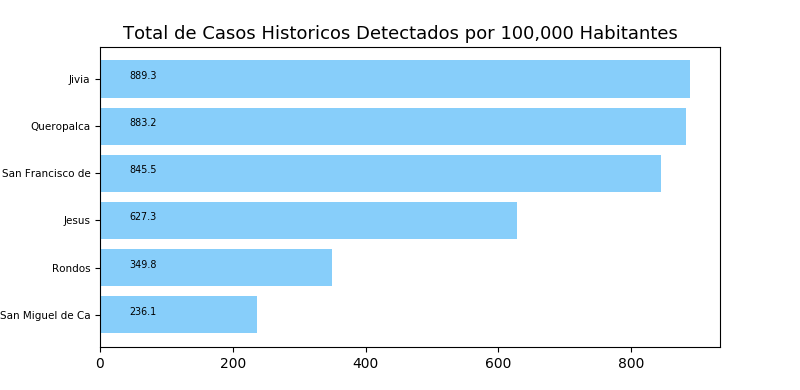 Total de Casos Historicos Detectados por 100,000 Habitantes
Jivia 889.3
Queropalca 883.2
San Francisco de 845.5
Jesus 627.3
Rondos 349.8
San Miguel de Ca 236.1
0 200 400 600 800